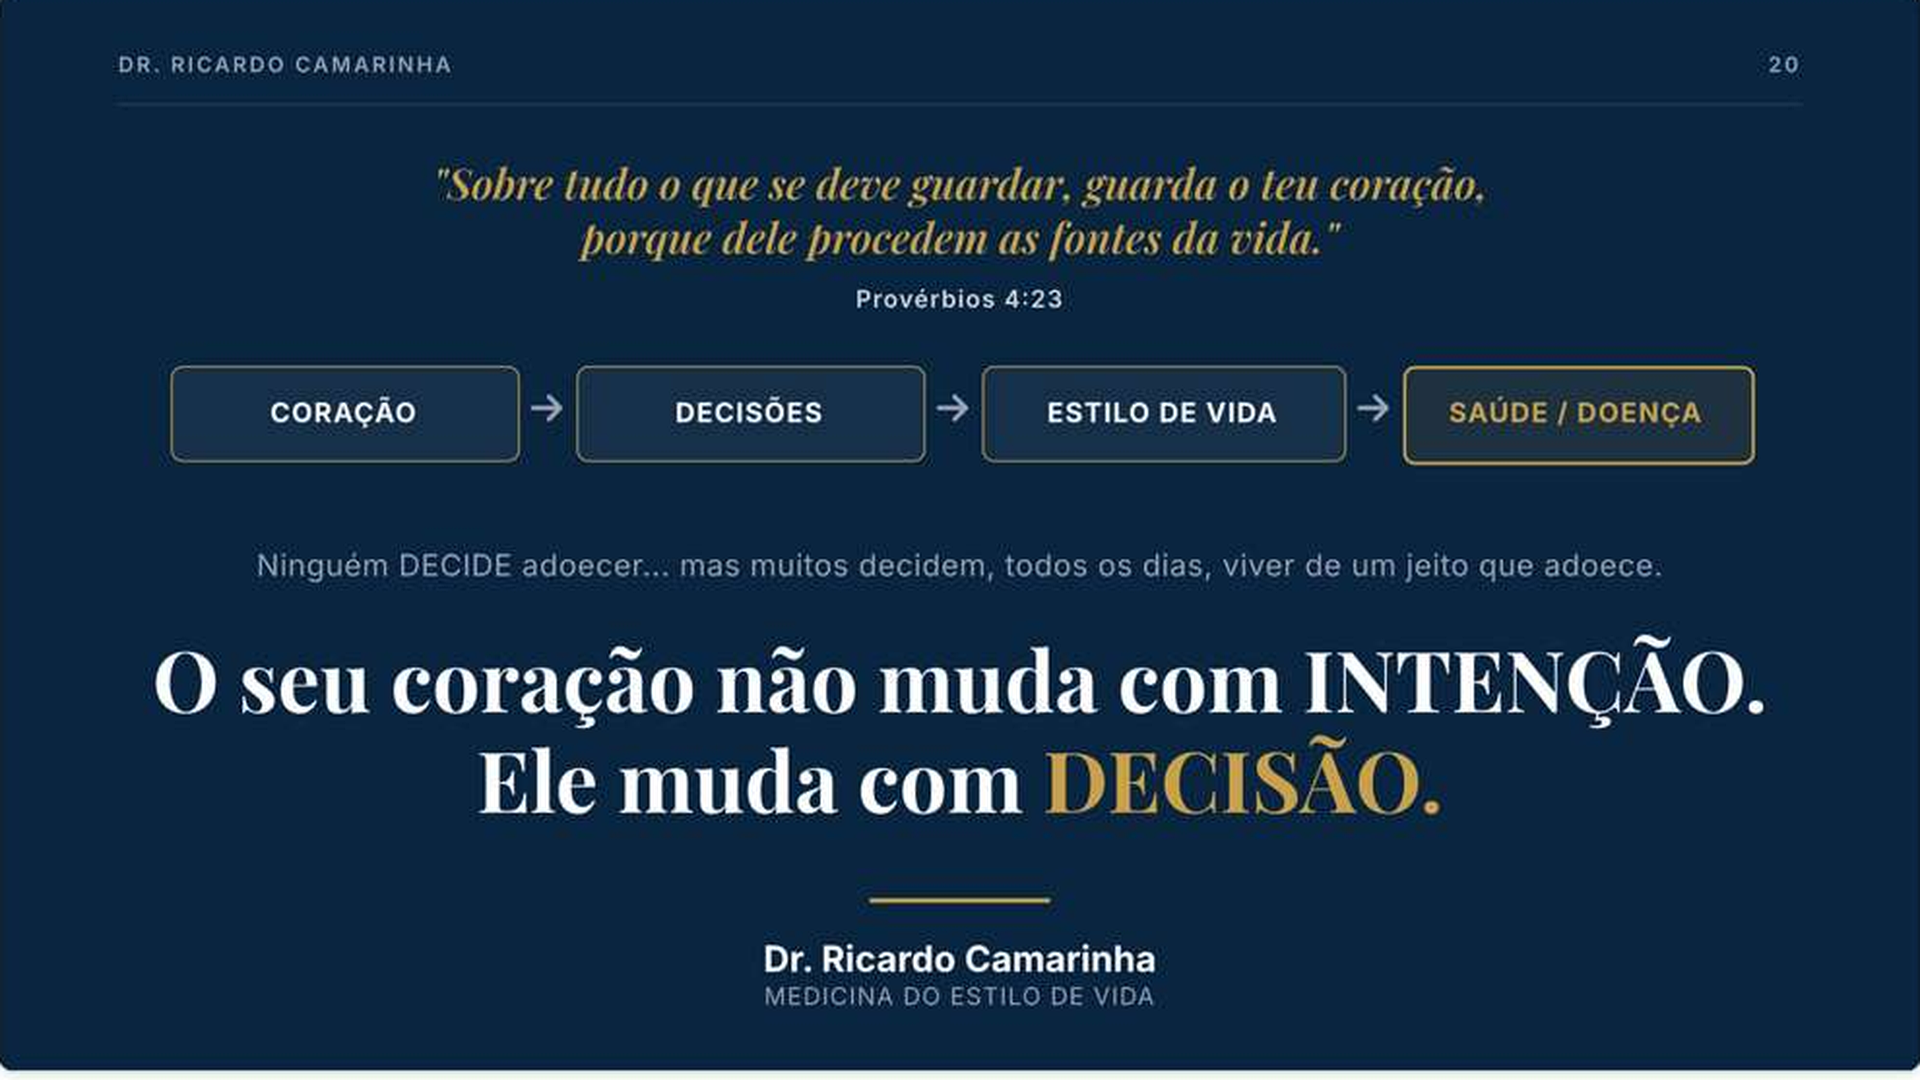 DR. RICARDO CAMARINHA
20
"Sobre tudo o que se deve guardar, guarda o teu coração,
porque dele procedem as fontes da vida."
Provérbios 4:23
CORAÇÃO → DECISÕES → ESTILO DE VIDA → SAÚDE / DOENÇA
Ninguém DECIDE adoecer... mas muitos decidem, todos os dias, viver de um jeito que adoece.
O seu coração não muda com INTENÇÃO.
Ele muda com DECISÃO.
Dr. Ricardo Camarinha
MEDICINA DO ESTILO DE VIDA